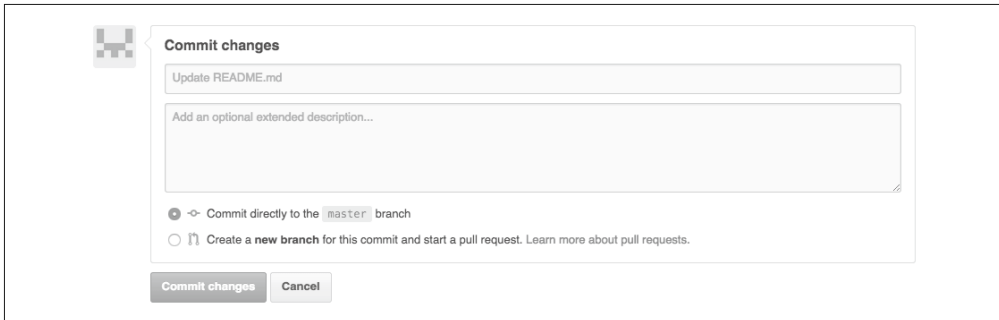 Commit changes
Update README.md
Add an optional extended description...
Commit directly to the master branch
Create a new branch for this commit and start a pull request. Learn more about pull requests.
Commit changes Cancel